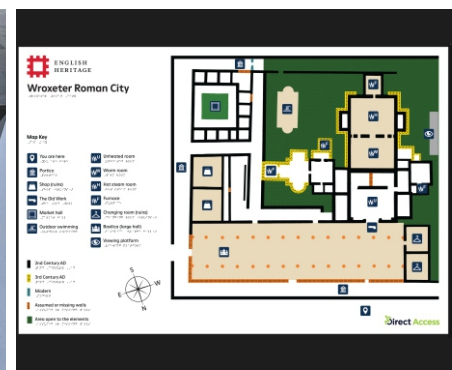 ENGLISH
HERITAGE
Wroxeter Roman City
Map Key
You are here
Portico
Shop (ruins)
The Old Work
Market hall
Outdoor swimming
Unheated room
Warm room
Hot steam room
Furnace
Changing room (ruins)
Basilica (large hall)
Viewing platform
2nd Century AD
3rd Century AD
Modern
Assumed or missing walls
Area open to the elements
S
W
E
N
Direct Access